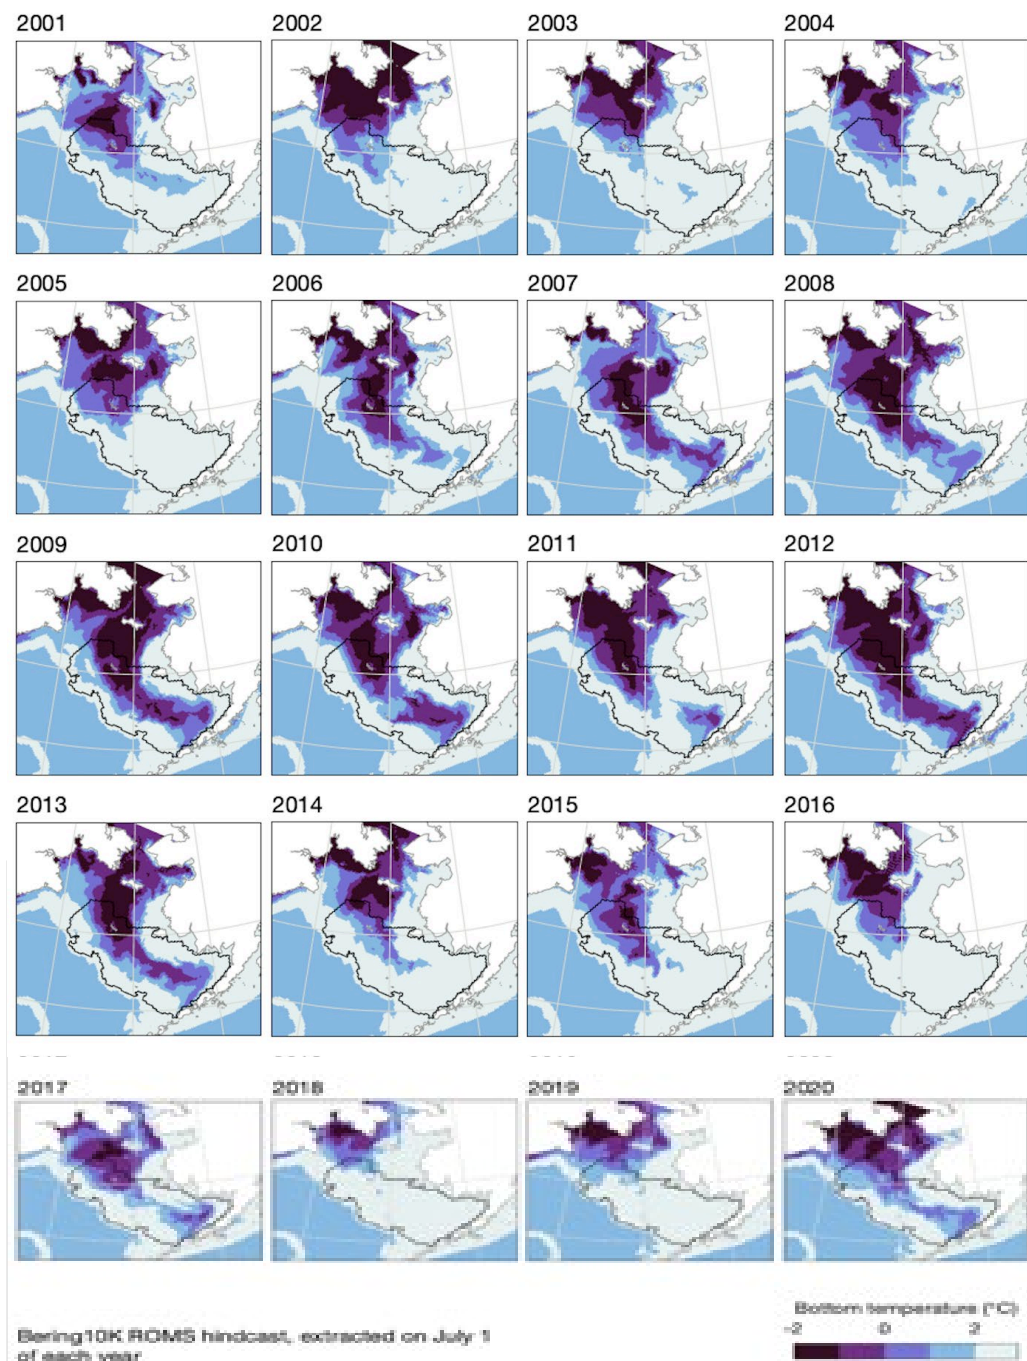 2001 2002 2003 2004
2005 2006 2007 2008
2009 2010 2011 2012
2013 2014 2015 2016
2017 2018 2019 2020
Bottom temperature (°C)
-2 0 2
Bering10K ROMS hindcast, extracted on July 1
of each year